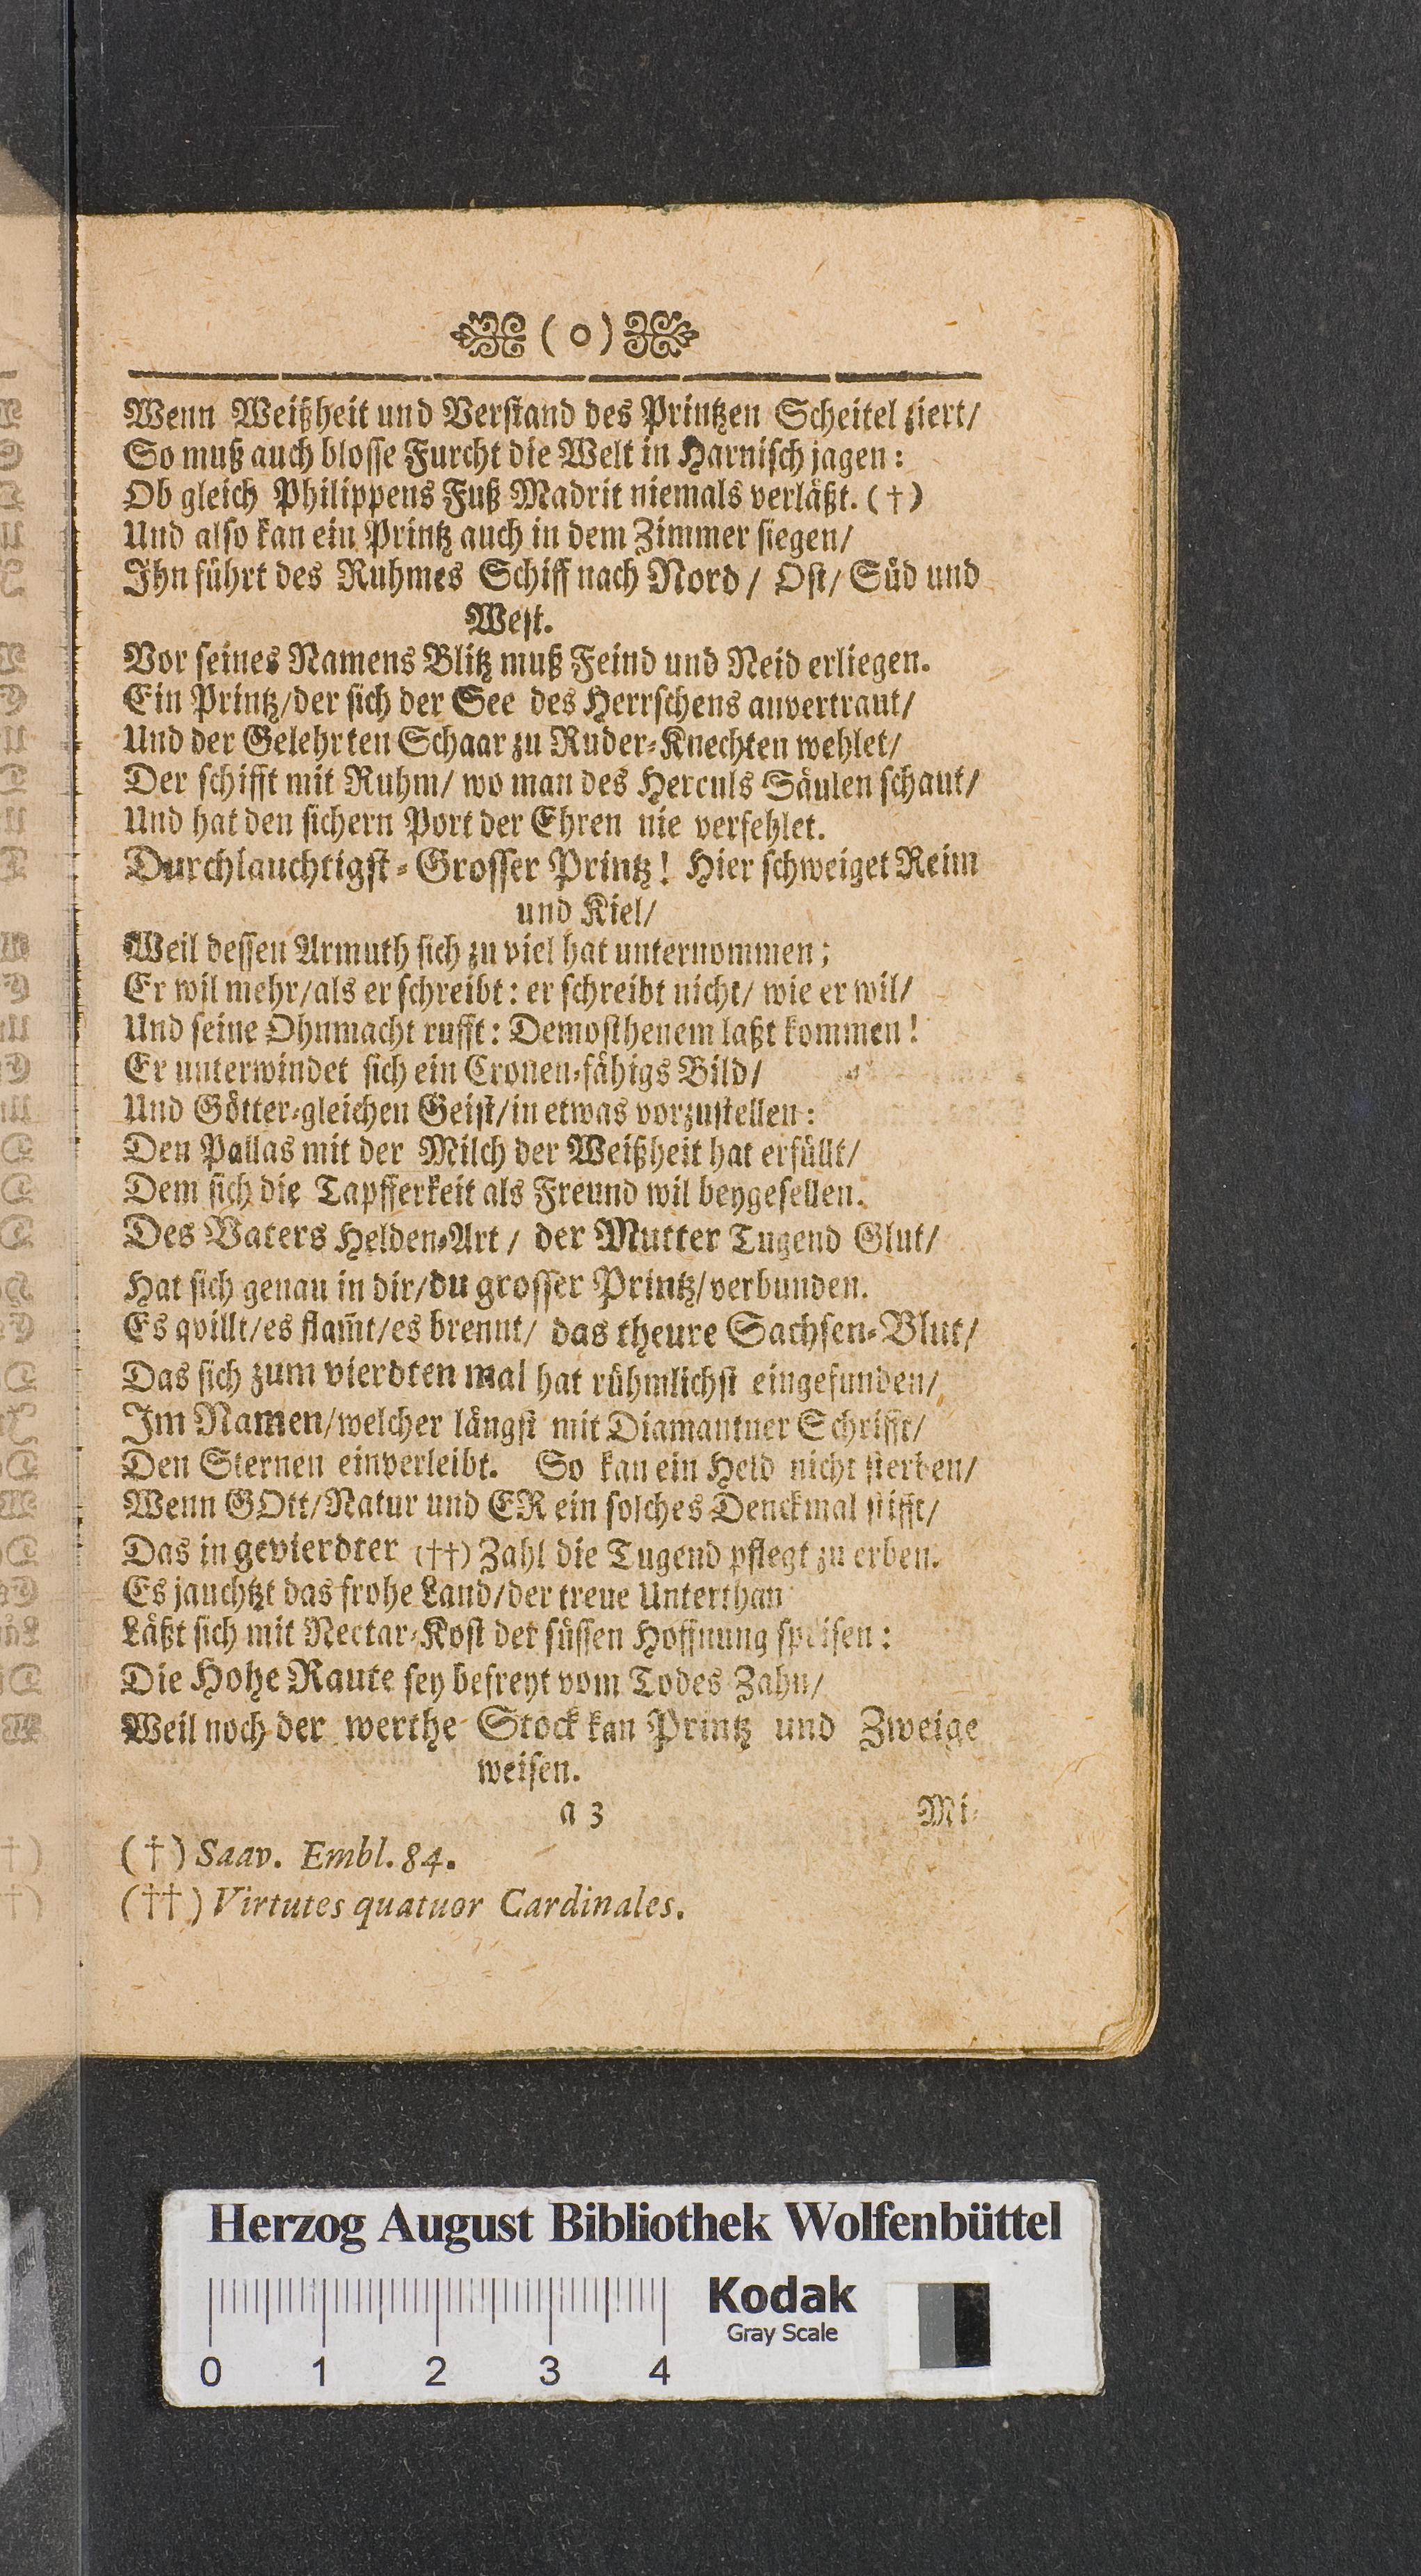 (o)
Wenn Weißheit und Verstand des Printzen Scheitel ziert/
So muß auch blosse Furcht die Welt in Harnisch jagen:
Ob gleich Philippens Fuß Madrit niemals verläßt. (†)
Und also kan ein Printz auch in dem Zimmer siegen/
Ihn führt des Ruhmes Schiff nach Nord / Ost/ Süd und
West.
Vor seines Namens Blitz muß Feind und Neid erliegen.
Ein Printz/der sich der See des Herrschens anvertraut/
Und der Gelehrten Schaar zu Ruder-Knechten wehlet/
Der schifft mit Ruhm/ wo man des Herculs Säulen schaut/
Und hat den sichern Port der Ehren nie verfehlet.
Durchlauchtigst-Grosser Printz! Hier schweiget Reim
und Kiel/
Weil dessen Armuth sich zu viel hat unternommen;
Er wil mehr/als er schreibt: er schreibt nicht/ wie er wil/
Und seine Ohnmacht rufft: Demosthenem laßt kommen!
Er unterwindet sich ein Cronen-fähigs Bild/
Und Götter-gleichen Geist/in etwas vorzustellen:
Den Pallas mit der Milch der Weißheit hat erfüllt/
Dem sich die Tapfferkeit als Freund wil beygesellen.
Des Vaters Helden-Art / der Mutter Tugend Glut/
Hat sich genau in dir/du grosser Printz/verbunden.
Es qvillt/es flam̃t/es brennt/ das theure Sachsen-Blut/
Das sich zum vierdten mal hat rühmlichst eingefunden/
Im Namen/welcher längst mit Diamantner Schrifft/
Den Sternen einverleibt. So kan ein Held nicht sterben/
Wenn GOtt/Natur und ER ein solches Denckmal stifft/
Das in gevierdter (††) Zahl die Tugend pflegt zu erben.
Es jauchtzt das frohe Land/der treue Unterthan
Läßt sich mit Nectar-Kost der süssen Hoffnung speisen:
Die Hohe Raute sey befreyt vom Todes Zahn/
Weil noch der werthe Stock kan Printz und Zweige
weisen.
a 3 Mi-
(†) Saav. Embl. 84.
(††) Virtutes quatuor Cardinales.
Herzog August Bibliothek Wolfenbüttel
Kodak
Gray Scale
0 1 2 3 4